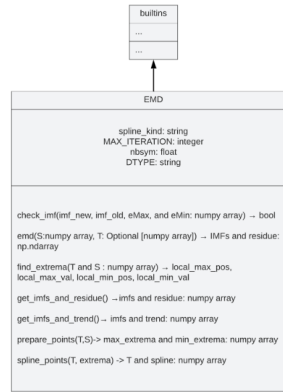 builtins
...
...
EMD
spline_kind: string
MAX_ITERATION: integer
nbsym: float
DTYPE: string
check_imf(imf_new, imf_old, eMax, and eMin: numpy array) → bool
emd(S:numpy array, T: Optional [numpy array]) → IMFs and residue:
np.ndarray
find_extrema(T and S : numpy array) → local_max_pos,
local_max_val, local_min_pos, local_min_val
get_imfs_and_residue() →imfs and residue: numpy array
get_imfs_and_trend()→ imfs and trend: numpy array
prepare_points(T,S)-> max_extrema and min_extrema: numpy array
spline_points(T, extrema) -> T and spline: numpy array